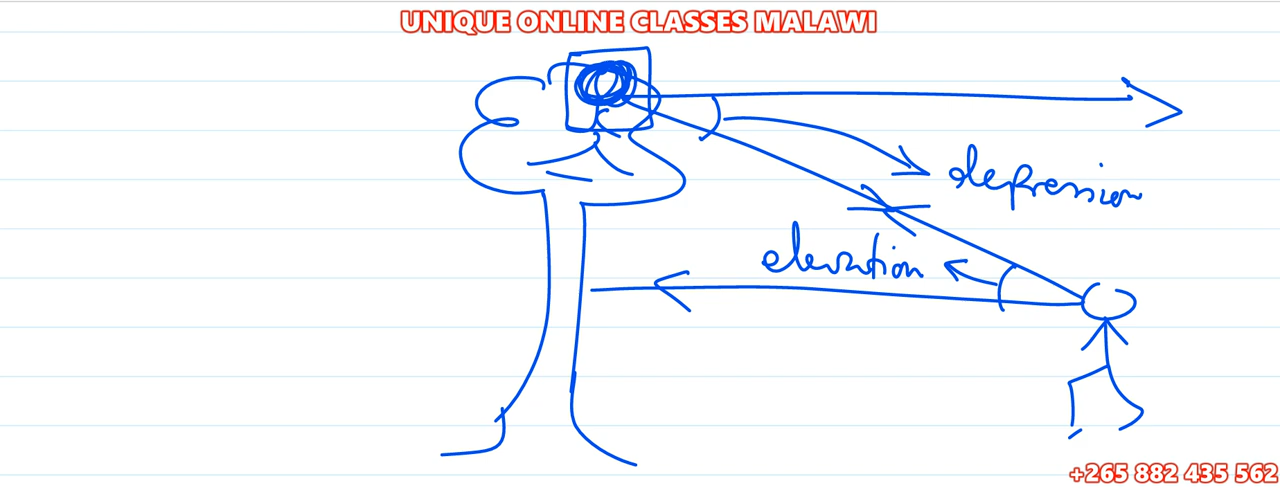 UNIQUE ONLINE CLASSES MALAWI
depression
elevation
+265 882 435 562